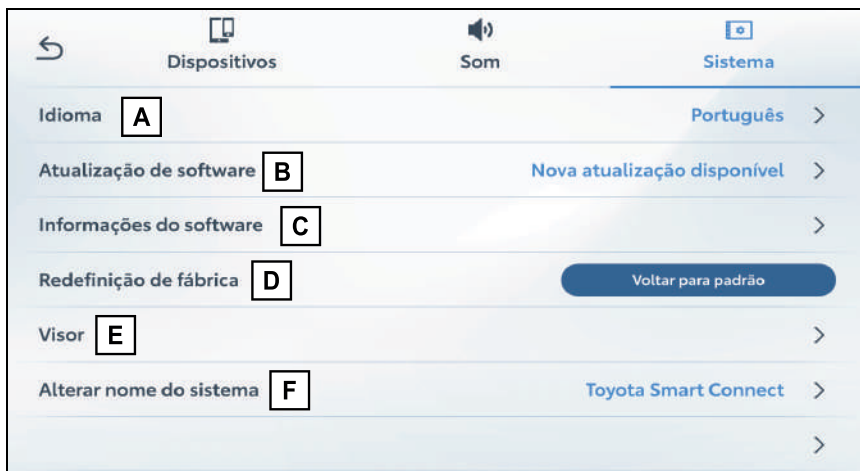 Dispositivos Som Sistema
Idioma A Português
Atualização de software B Nova atualização disponível
Informações do software C
Redefinição de fábrica D Voltar para padrão
Visor E
Alterar nome do sistema F Toyota Smart Connect